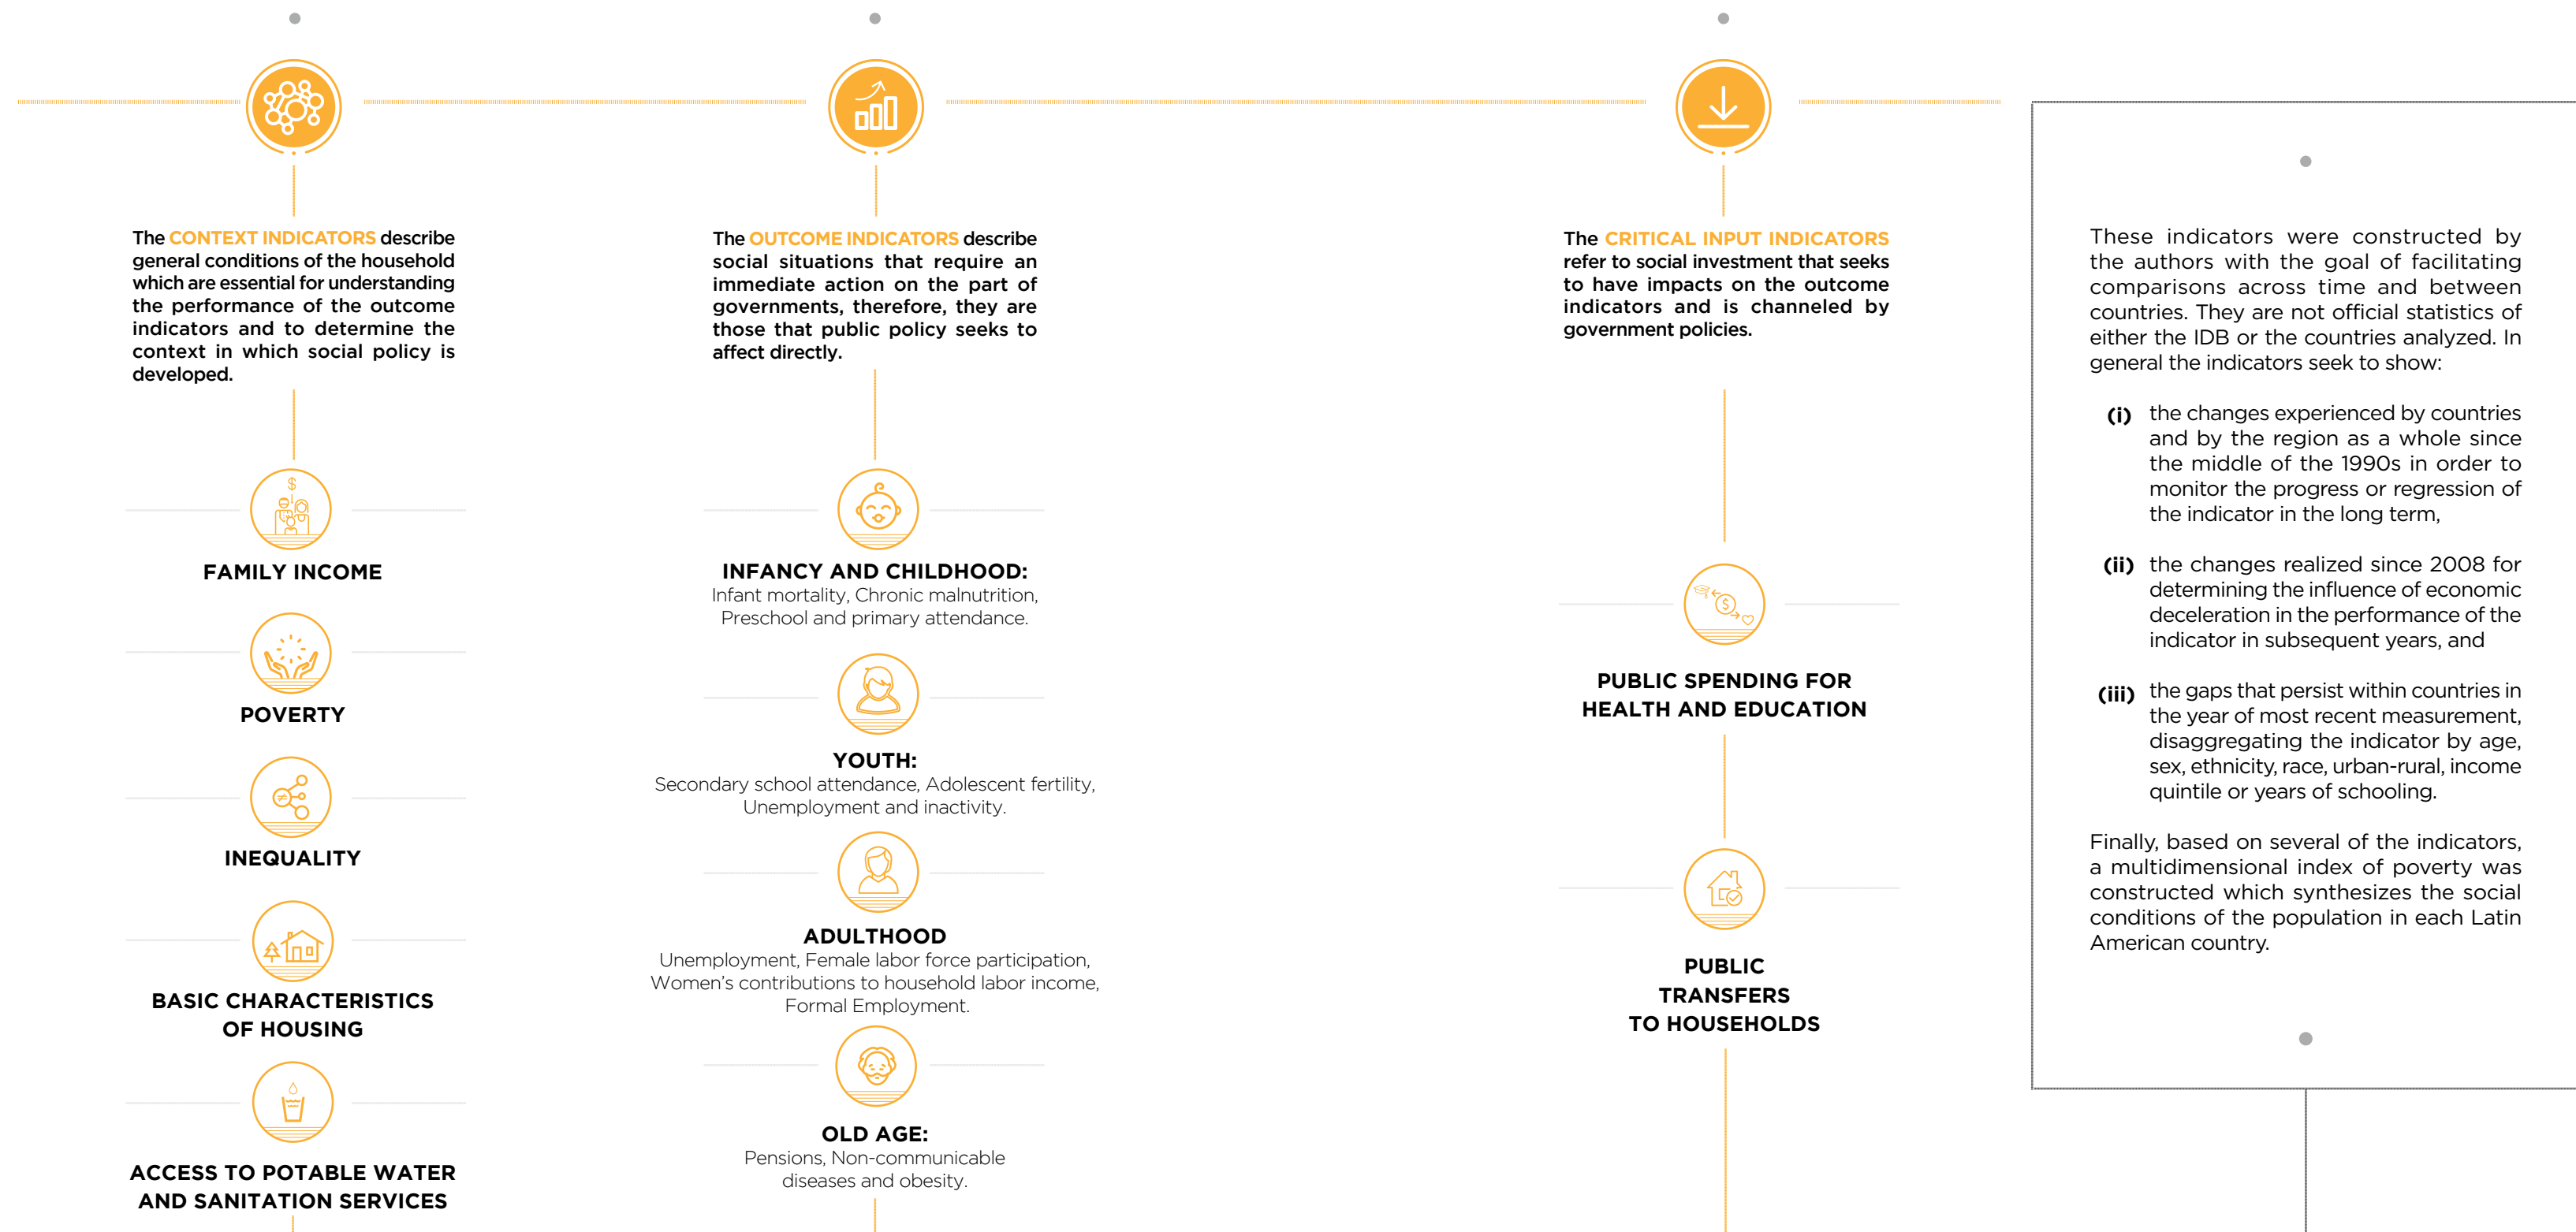 The CONTEXT INDICATORS describe
general conditions of the household
which are essential for understanding
the performance of the outcome
indicators and to determine the
context in which social policy is
developed.
$
FAMILY INCOME
POVERTY
≠
INEQUALITY
BASIC CHARACTERISTICS
OF HOUSING
ACCESS TO POTABLE WATER
AND SANITATION SERVICES
The OUTCOME INDICATORS describe
social situations that require an
immediate action on the part of
governments, therefore, they are
those that public policy seeks to
affect directly.
INFANCY AND CHILDHOOD:
Infant mortality, Chronic malnutrition,
Preschool and primary attendance.
YOUTH:
Secondary school attendance, Adolescent fertility,
Unemployment and inactivity.
ADULTHOOD
Unemployment, Female labor force participation,
Women's contributions to household labor income,
Formal Employment.
OLD AGE:
Pensions, Non-communicable
diseases and obesity.
The CRITICAL INPUT INDICATORS
refer to social investment that seeks
to have impacts on the outcome
indicators and is channeled by
government policies.
$
PUBLIC SPENDING FOR
HEALTH AND EDUCATION
PUBLIC
TRANSFERS
TO HOUSEHOLDS
These indicators were constructed by
the authors with the goal of facilitating
comparisons across time and between
countries. They are not official statistics of
either the IDB or the countries analyzed. In
general the indicators seek to show:
(i) the changes experienced by countries
and by the region as a whole since
the middle of the 1990s in order to
monitor the progress or regression of
the indicator in the long term,
(ii) the changes realized since 2008 for
determining the influence of economic
deceleration in the performance of the
indicator in subsequent years, and
(iii) the gaps that persist within countries in
the year of most recent measurement,
disaggregating the indicator by age,
sex, ethnicity, race, urban-rural, income
quintile or years of schooling.
Finally, based on several of the indicators,
a multidimensional index of poverty was
constructed which synthesizes the social
conditions of the population in each Latin
American country.